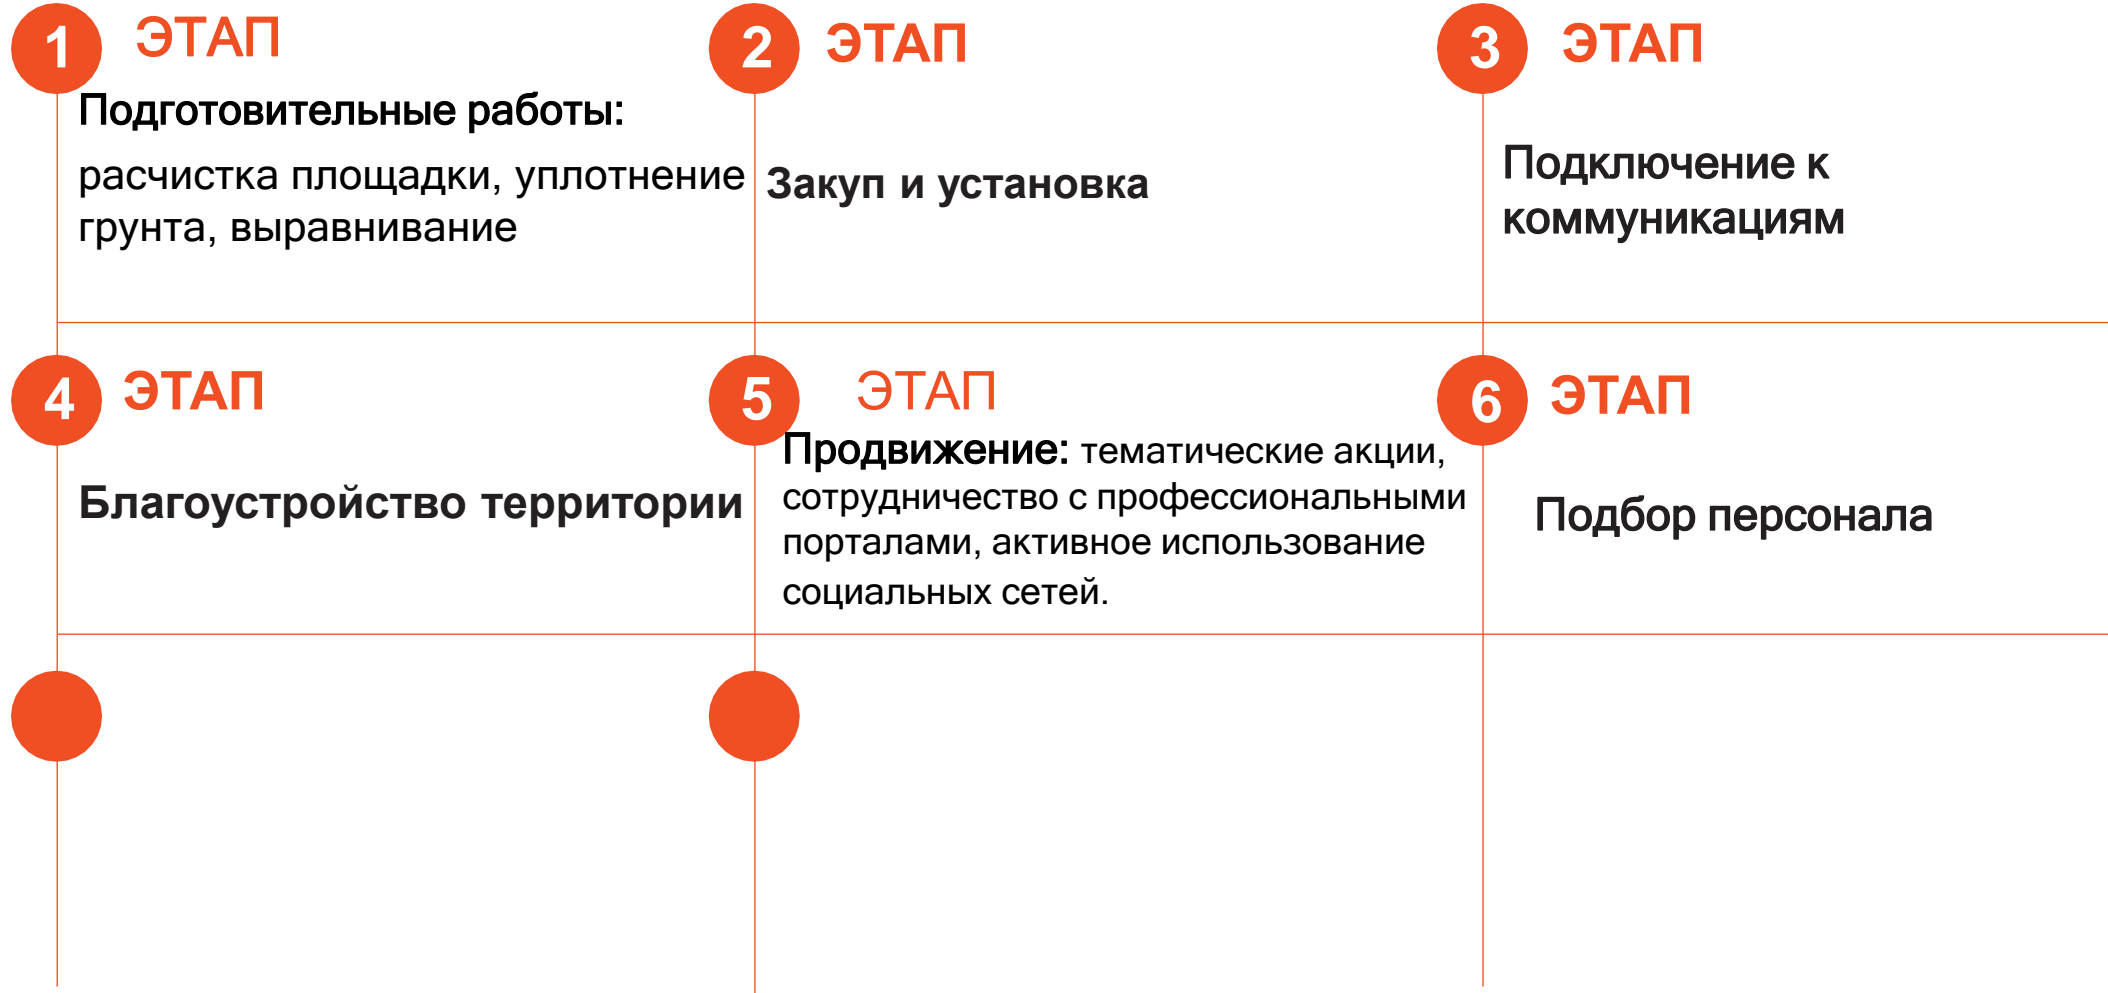 1 ЭТАП
Подготовительные работы:
расчистка площадки, уплотнение
грунта, выравнивание
2 ЭТАП
Закуп и установка
3 ЭТАП
Подключение к
коммуникациям
4 ЭТАП
Благоустройство территории
5 ЭТАП
Продвижение: тематические акции,
сотрудничество с профессиональными
порталами, активное использование
социальных сетей.
6 ЭТАП
Подбор персонала